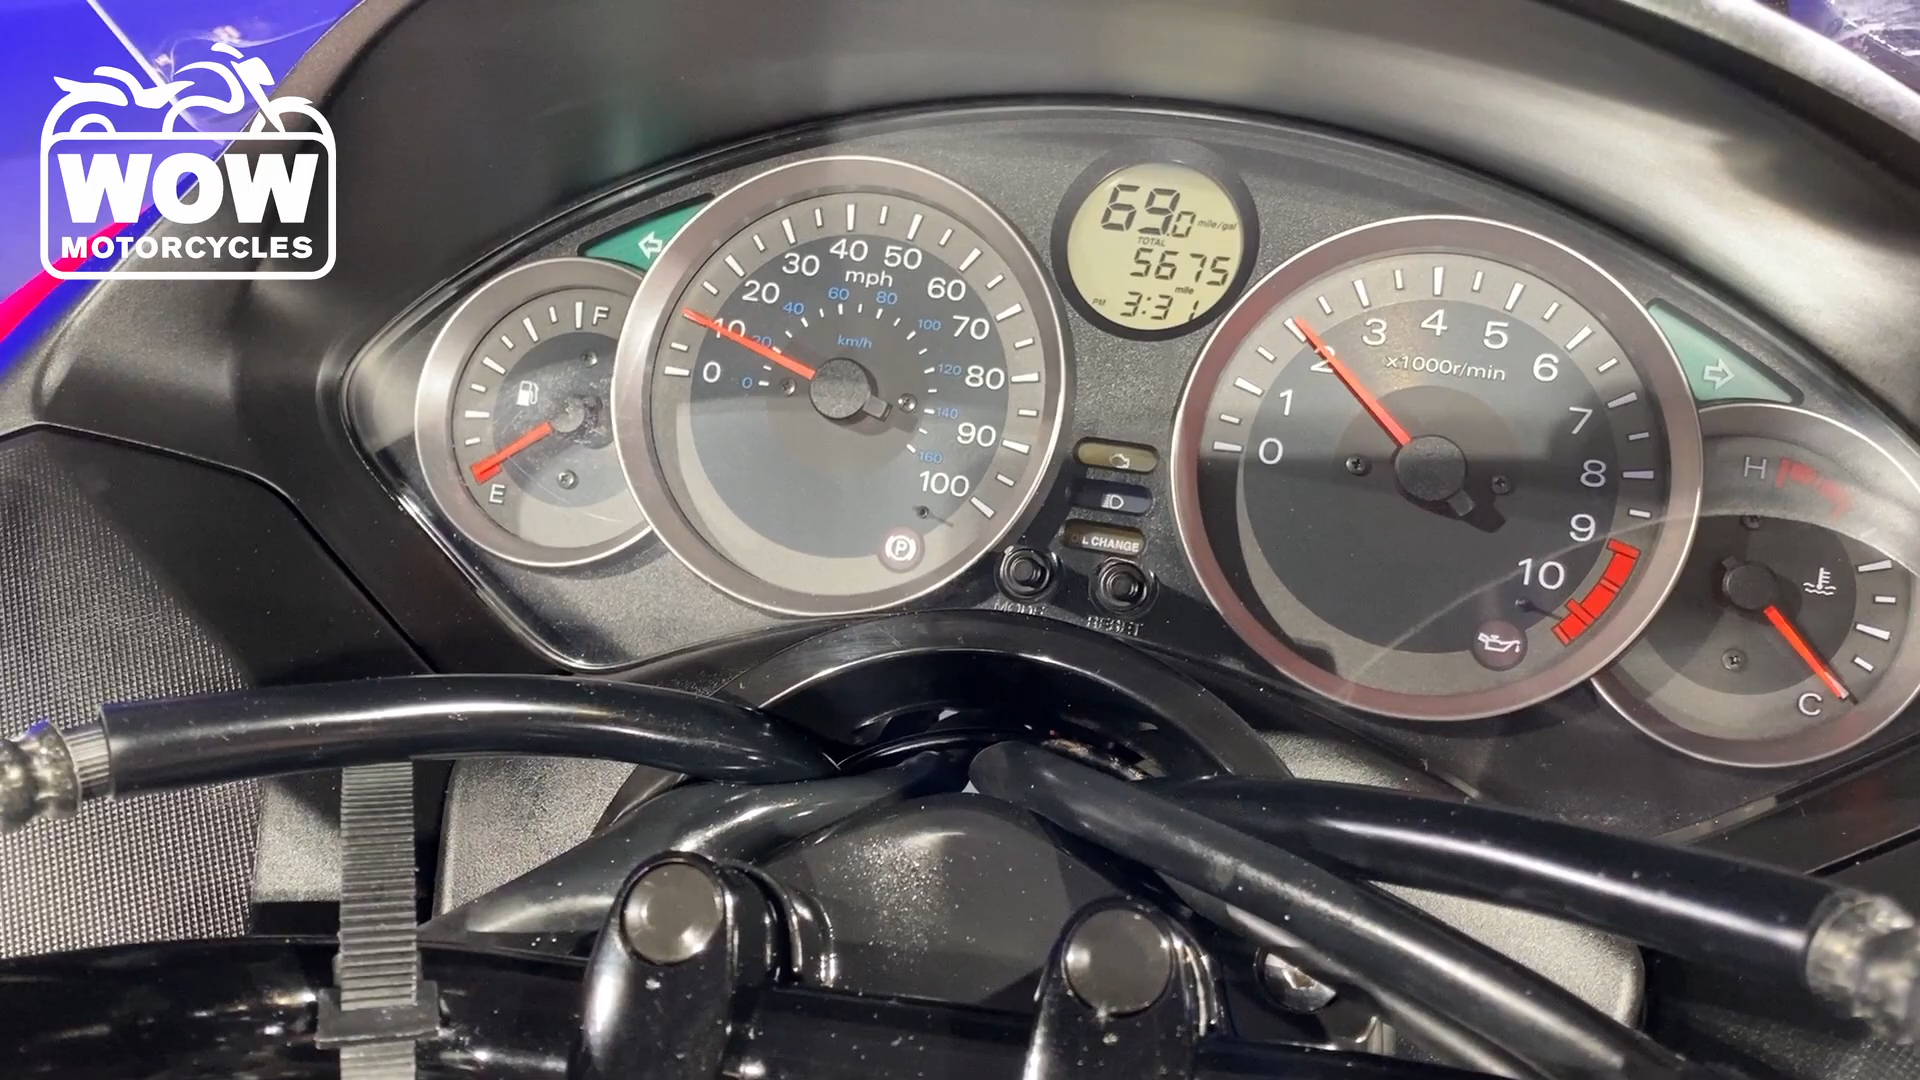 WOW
MOTORCYCLES
F
E
0
10
20
30
40
50
60
70
80
90
100
mph
0
20
40
60
80
100
120
140
160
km/h
P
69.0 mile/gal
TOTAL
5675
mile
PM 3:31
OIL CHANGE
MODE
RESET
0
1
2
3
4
5
6
7
8
9
10
x1000r/min
H
C